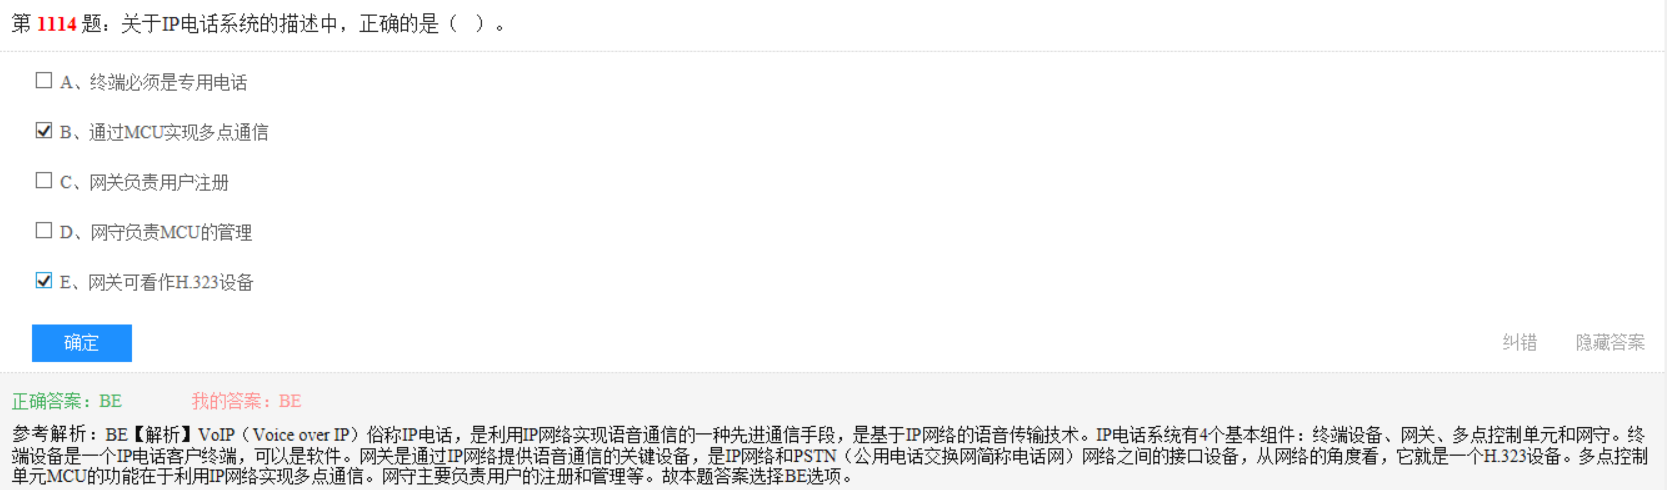 第 1114 题：关于IP电话系统的描述中，正确的是（　）。
A、终端必须是专用电话
B、通过MCU实现多点通信
C、网关负责用户注册
D、网守负责MCU的管理
E、网关可看作H.323设备
确定
纠错 隐藏答案
正确答案：BE 我的答案：BE
参考解析：BE【解析】VoIP（Voice over IP）俗称IP电话，是利用IP网络实现语音通信的一种先进通信手段，是基于IP网络的语音传输技术。IP电话系统有4个基本组件：终端设备、网关、多点控制单元和网守。终
端设备是一个IP电话客户终端，可以是软件。网关是通过IP网络提供语音通信的关键设备，是IP网络和PSTN（公用电话交换网简称电话网）网络之间的接口设备，从网络的角度看，它就是一个H.323设备。多点控制
单元MCU的功能在于利用IP网络实现多点通信。网守主要负责用户的注册和管理等。故本题答案选择BE选项。